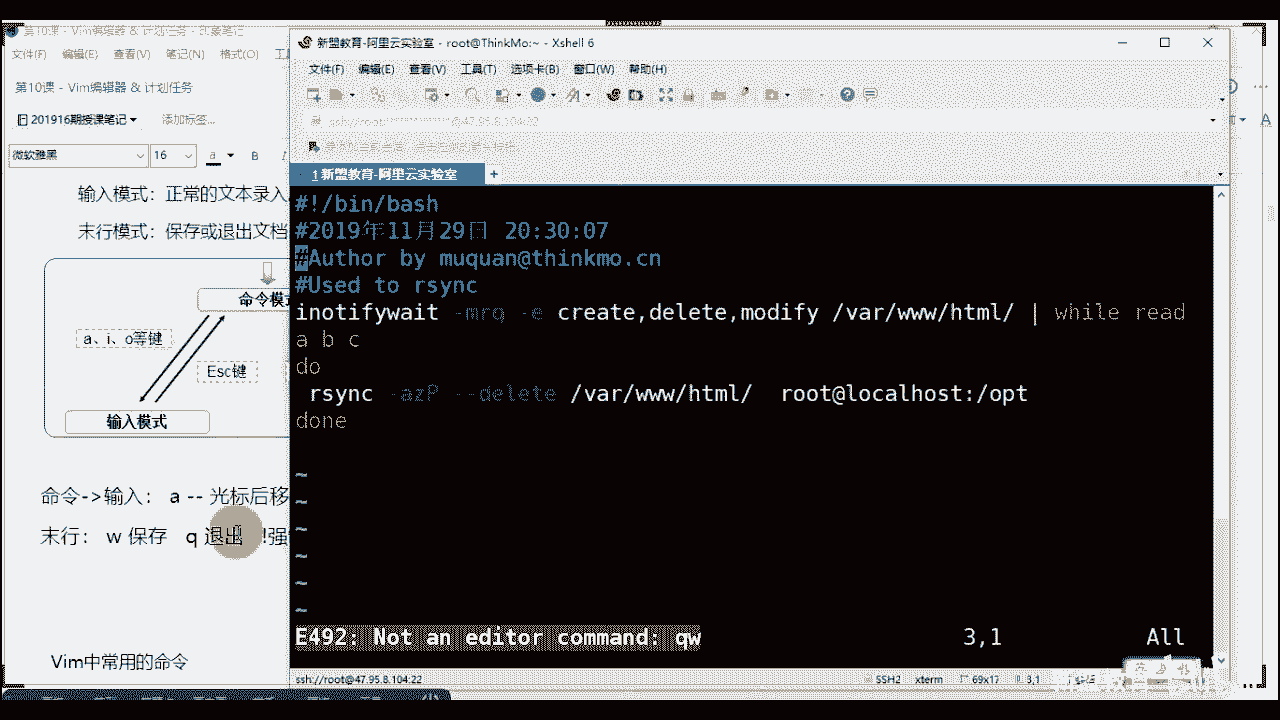 第10课 - Vim编辑器 & 计划任务 - 印象笔记
文件(F) 编辑(E) 查看(V) 笔记(N) 格式(O)
第10课 - Vim编辑器 & 计划任务
201916期授课笔记 添加标签...
微软雅黑 16 a B
输入模式：正常的文本录入
末行模式：保存或退出文档
命令模式
a、i、o等键
Esc键
输入模式
命令->输入： a -- 光标后移
末行： w 保存 q 退出 !强
Vim中常用的命令
新盟教育-阿里云实验室 - root@ThinkMo:~ - Xshell 6
文件(F) 编辑(E) 查看(V) 工具(T) 选项卡(B) 窗口(W) 帮助(H)
1 新盟教育-阿里云实验室 +
#!/bin/bash
#2019年11月29日 20:30:07
#Author by muquan@thinkmo.cn
#Used to rsync
inotifywait -mrq -e create,delete,modify /var/www/html/ | while read
a b c
do
rsync -azP --delete /var/www/html/ root@localhost:/opt
done
~
~
~
~
~
~
E492: Not an editor command: qw 3,1 All
ssh://root@47.95.8.104:22 SSH2 xterm 69x17 3,1